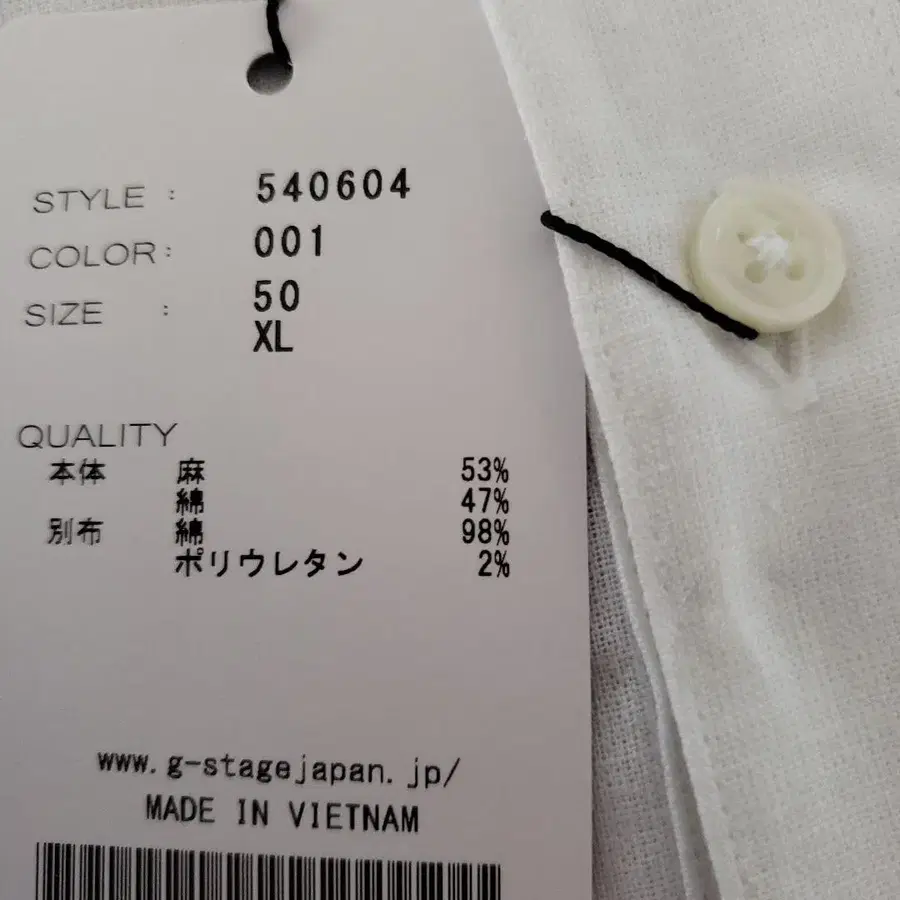 STYLE : 540604
COLOR: 001
SIZE : 50
XL
QUALITY
本体 麻 53%
綿 47%
別布 綿 98%
ポリウレタン 2%
www.g-stagejapan.jp/
MADE IN VIETNAM